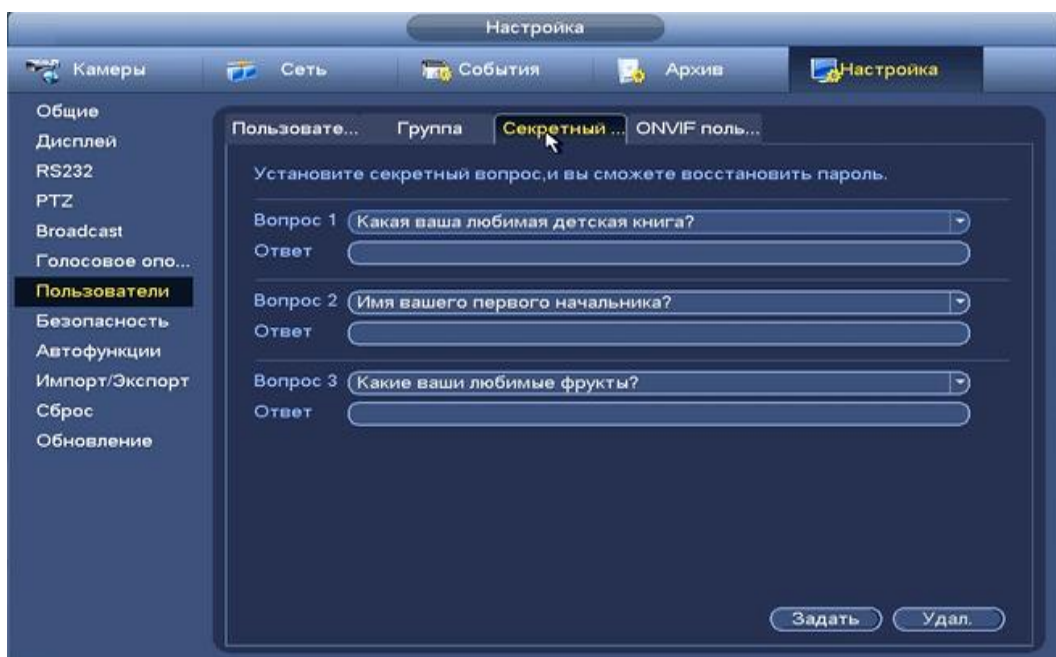 Настройка
Камеры
Сеть
События
Архив
Настройка
Общие
Дисплей
RS232
PTZ
Broadcast
Голосовое опо...
Пользователи
Безопасность
Автофункции
Импорт/Экспорт
Сброс
Обновление
Пользовате...
Группа
Секретный ...
ONVIF поль...
Установите секретный вопрос,и вы сможете восстановить пароль.
Вопрос 1 Какая ваша любимая детская книга?
Ответ
Вопрос 2 Имя вашего первого начальника?
Ответ
Вопрос 3 Какие ваши любимые фрукты?
Ответ
Задать
Удал.